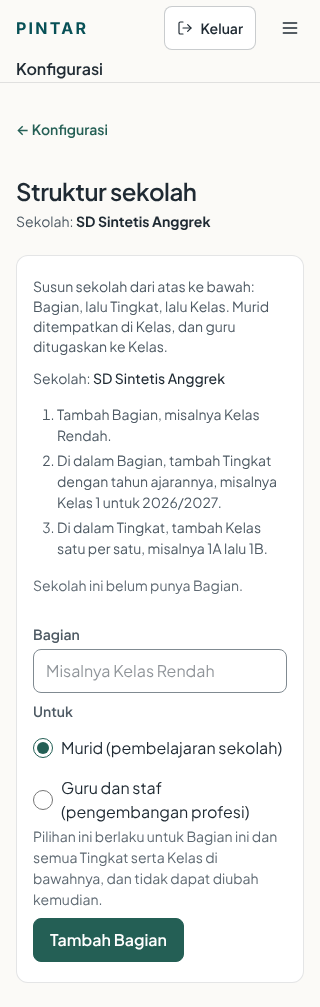 PINTAR
Keluar
Konfigurasi
← Konfigurasi
Struktur sekolah
Sekolah: SD Sintetis Anggrek
Susun sekolah dari atas ke bawah:
Bagian, lalu Tingkat, lalu Kelas. Murid
ditempatkan di Kelas, dan guru
ditugaskan ke Kelas.
Sekolah: SD Sintetis Anggrek
1. Tambah Bagian, misalnya Kelas
Rendah.
2. Di dalam Bagian, tambah Tingkat
dengan tahun ajarannya, misalnya
Kelas 1 untuk 2026/2027.
3. Di dalam Tingkat, tambah Kelas
satu per satu, misalnya 1A lalu 1B.
Sekolah ini belum punya Bagian.
Bagian
Misalnya Kelas Rendah
Untuk
Murid (pembelajaran sekolah)
Guru dan staf
(pengembangan profesi)
Pilihan ini berlaku untuk Bagian ini dan
semua Tingkat serta Kelas di
bawahnya, dan tidak dapat diubah
kemudian.
Tambah Bagian